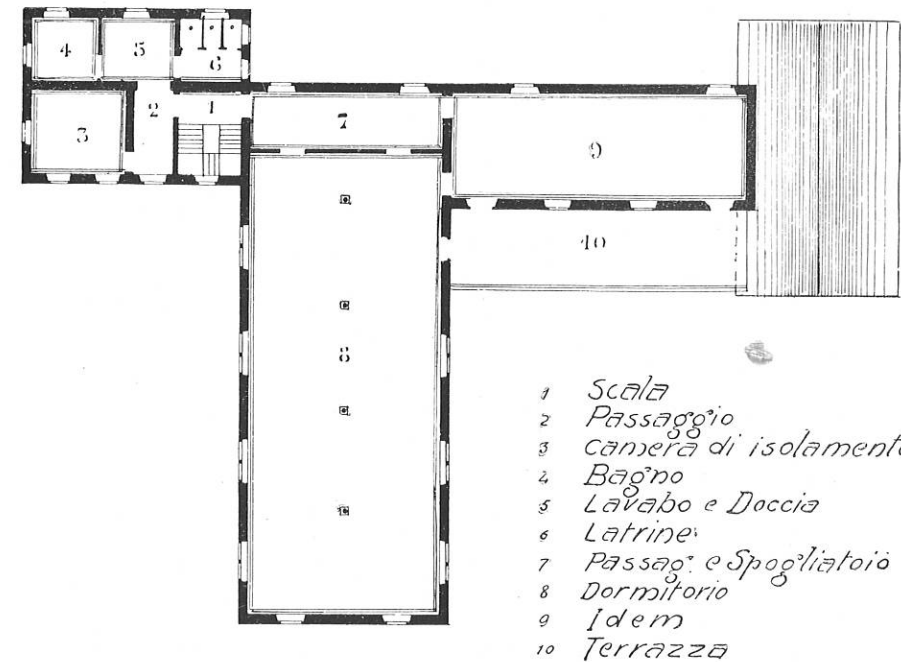 4
5
6
3
2
1
7
9
10
8
1 Scala
2 Passaggio
3 camera di isolamento
4 Bagno
5 Lavabo e Doccia
6 Latrine
7 Passag. e Spogliatoio
8 Dormitorio
9 Idem
10 Terrazza